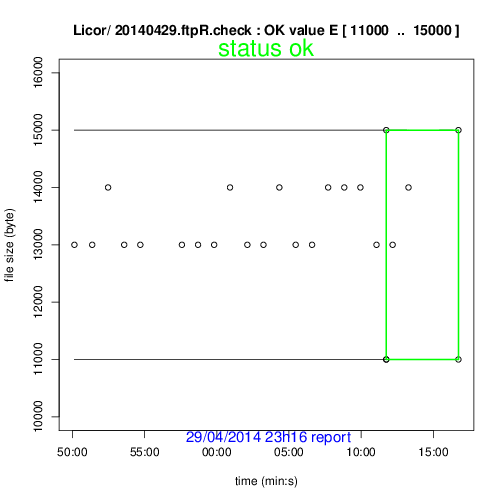 Licor/ 20140429.ftpR.check : OK value E [ 11000 .. 15000 ]
status ok
16000
15000
14000
13000
12000
11000
10000
file size (byte)
29/04/2014 23h16 report
50:00 55:00 00:00 05:00 10:00 15:00
time (min:s)